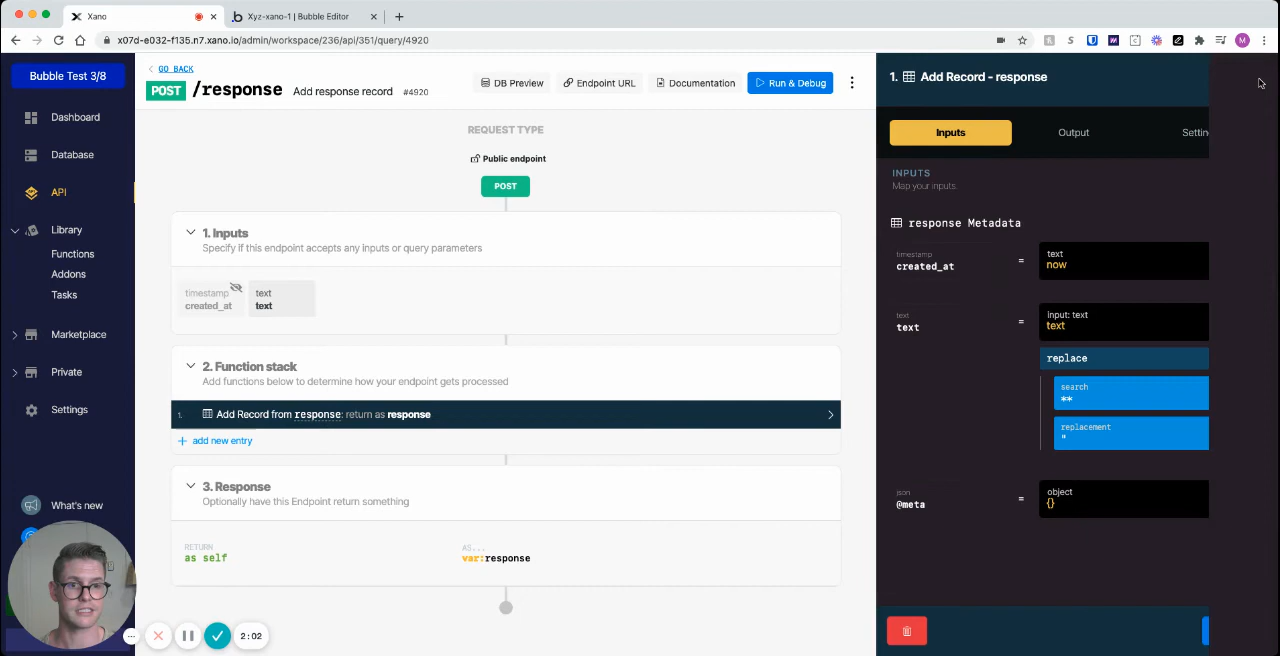 Xano
Xyz-xano-1 | Bubble Editor
x07d-e032-f135.n7.xano.io/admin/workspace/236/api/351/query/4920
Bubble Test 3/8
Dashboard
Database
API
Library
Functions
Addons
Tasks
Marketplace
Private
Settings
What's new
GO BACK
POST /response Add response record #4920
DB Preview
Endpoint URL
Documentation
Run & Debug
REQUEST TYPE
Public endpoint
POST
1. Inputs
Specify if this endpoint accepts any inputs or query parameters
timestamp
created_at
text
text
2. Function stack
Add functions below to determine how your endpoint gets processed
1. Add Record from response: return as response
+ add new entry
3. Response
Optionally have this Endpoint return something
RETURN
as self
AS...
var:response
2:02
1. Add Record - response
Inputs
Output
Settin
INPUTS
Map your inputs.
response Metadata
timestamp
created_at
=
text
now
text
text
=
input: text
text
replace
search
**
replacement
"
json
@meta
=
object
{}